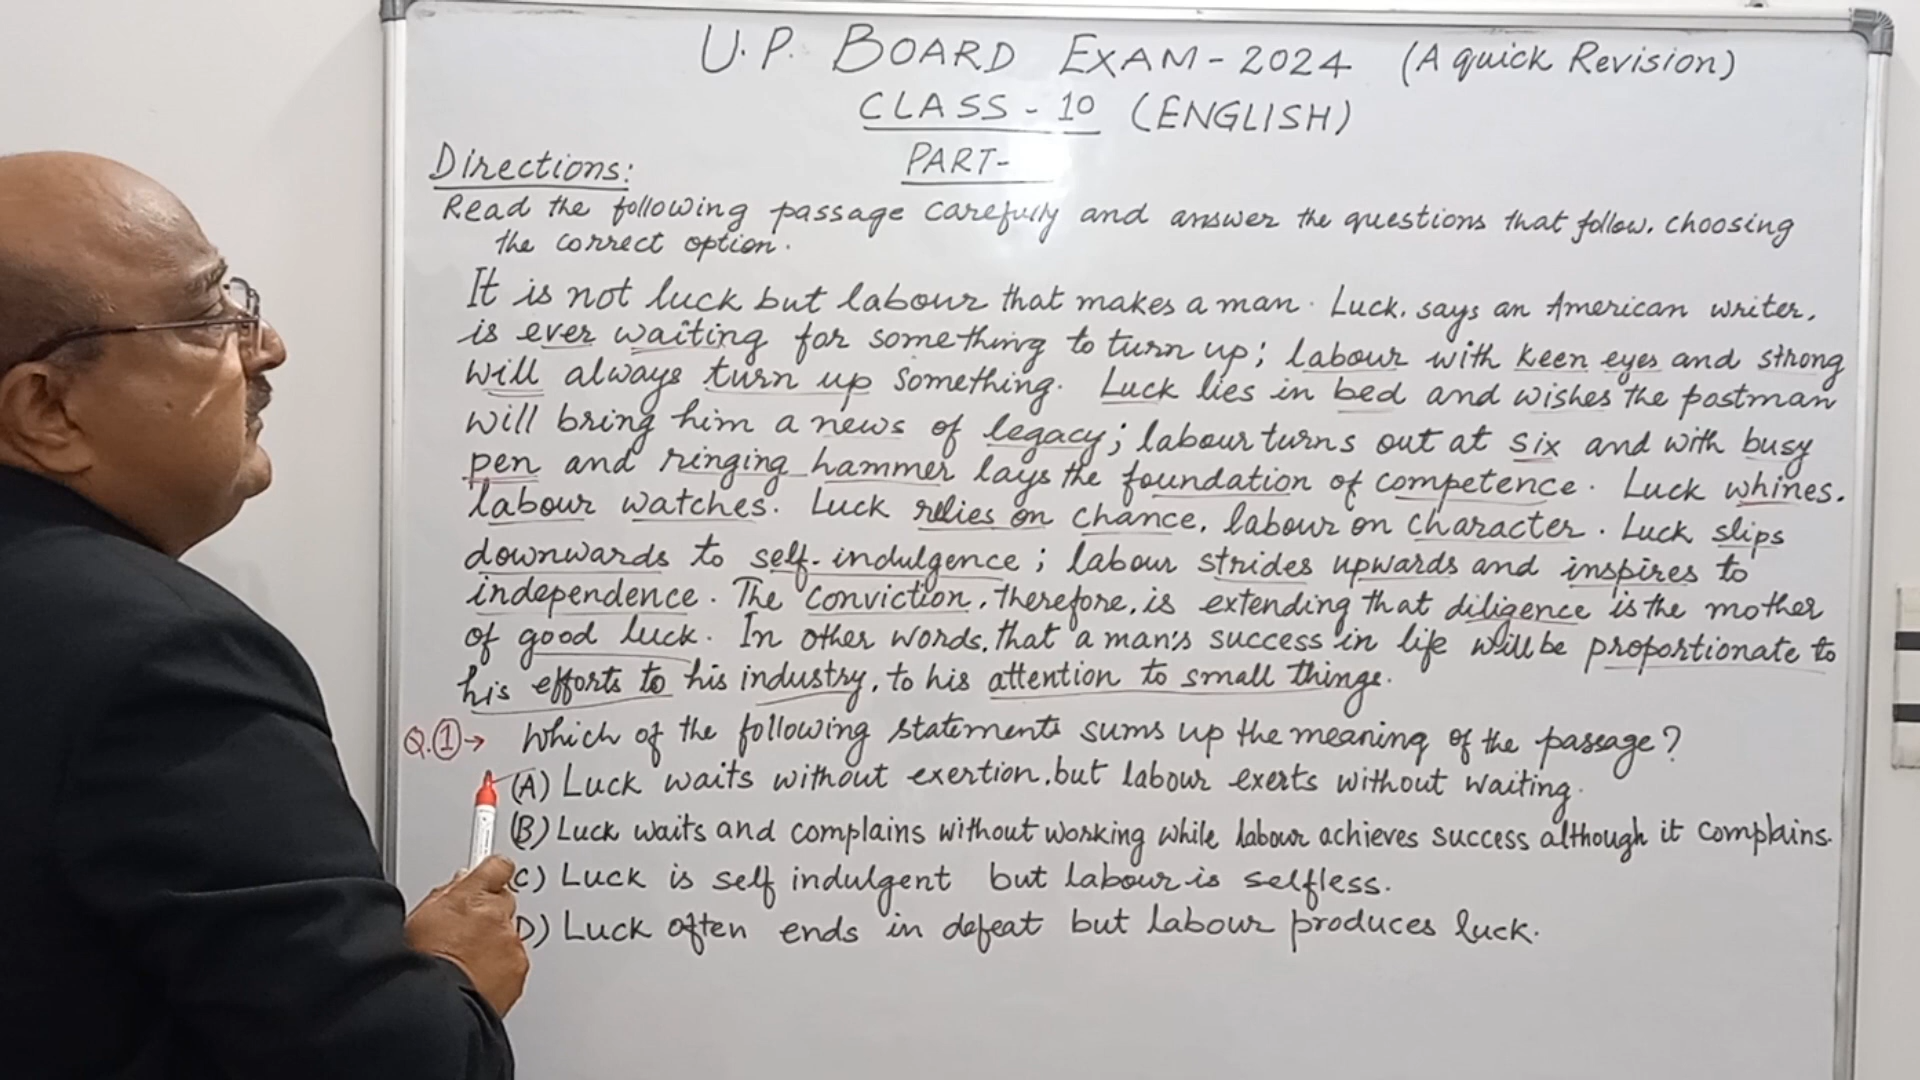 U.P. BOARD EXAM-2024 (A quick Revision)
CLASS-10 (ENGLISH)
PART-
Directions:
Read the following passage carefully and answer the questions that follow, choosing
the correct option.
It is not luck but labour that makes a man. Luck, says an American writer,
is ever waiting for something to turn up; labour with keen eyes and strong
will always turn up something. Luck lies in bed and wishes the postman
will bring him a news of legacy; labour turns out at six and with busy
pen and ringing hammer lays the foundation of competence. Luck whines,
labour watches. Luck relies on chance, labour on character. Luck slips
downwards to self-indulgence; labour strides upwards and inspires to
independence. The conviction, therefore, is extending that diligence is the mother
of good luck. In other words, that a man's success in life will be proportionate to
his efforts to his industry, to his attention to small things.
Q.(1)→ Which of the following statements sums up the meaning of the passage?
(A) Luck waits without exertion, but labour exerts without waiting.
(B) Luck waits and complains without working while labour achieves success although it complains.
C) Luck is self indulgent but labour is selfless.
D) Luck often ends in defeat but labour produces luck.